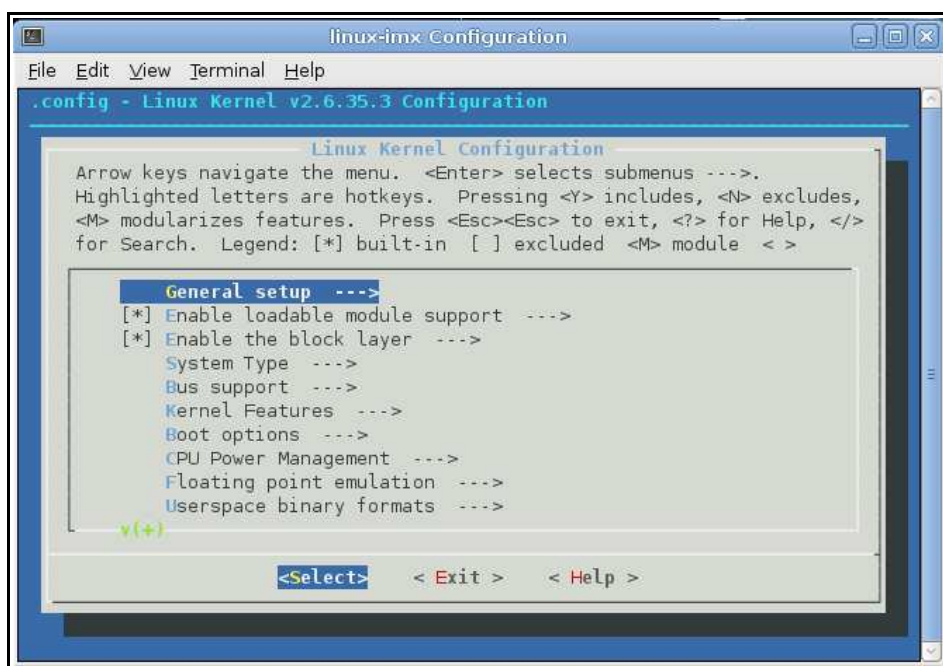 linux-imx Configuration
File Edit View Terminal Help
.config - Linux Kernel v2.6.35.3 Configuration
Linux Kernel Configuration
Arrow keys navigate the menu. <Enter> selects submenus --->.
Highlighted letters are hotkeys. Pressing <Y> includes, <N> excludes,
<M> modularizes features. Press <Esc><Esc> to exit, <?> for Help, </>
for Search. Legend: [*] built-in [ ] excluded <M> module < >
General setup --->
[*] Enable loadable module support --->
[*] Enable the block layer --->
System Type --->
Bus support --->
Kernel Features --->
Boot options --->
CPU Power Management --->
Floating point emulation --->
Userspace binary formats --->
v(+)
<Select> < Exit > < Help >